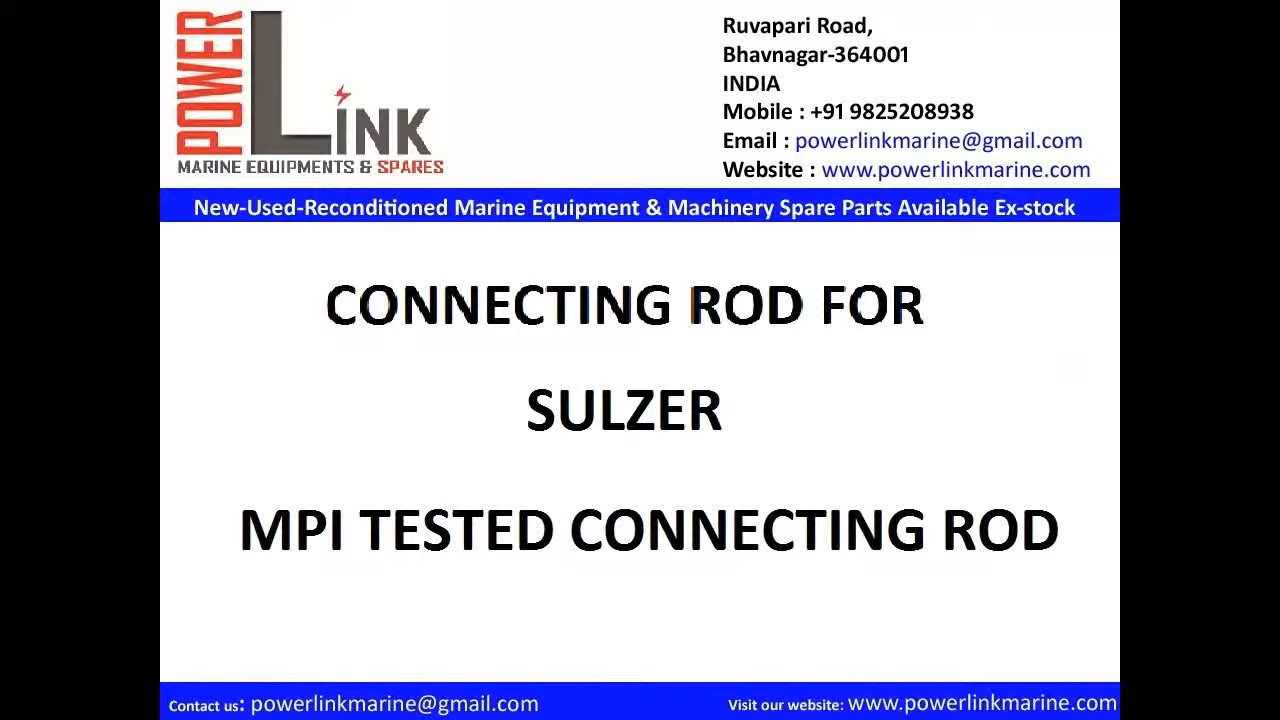 POWER LINK
MARINE EQUIPMENTS & SPARES
Ruvapari Road,
Bhavnagar-364001
INDIA
Mobile : +91 9825208938
Email : powerlinkmarine@gmail.com
Website : www.powerlinkmarine.com
New-Used-Reconditioned Marine Equipment & Machinery Spare Parts Available Ex-stock
CONNECTING ROD FOR
SULZER
MPI TESTED CONNECTING ROD
Contact us: powerlinkmarine@gmail.com
Visit our website: www.powerlinkmarine.com